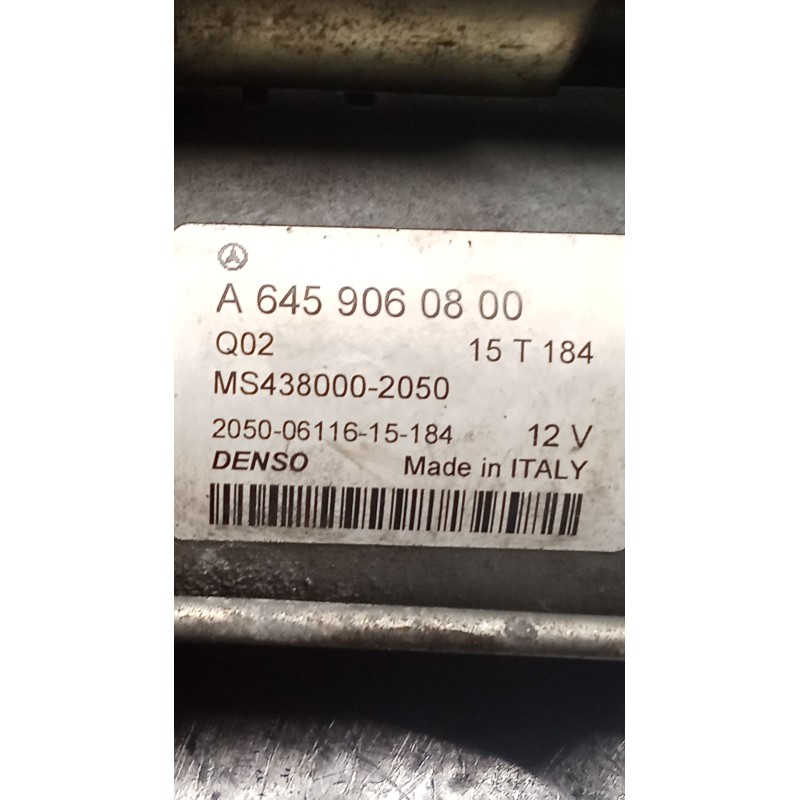 A 645 906 08 00
Q02 15 T 184
MS438000-2050
2050-06116-15-184 12 V
DENSO Made in ITALY